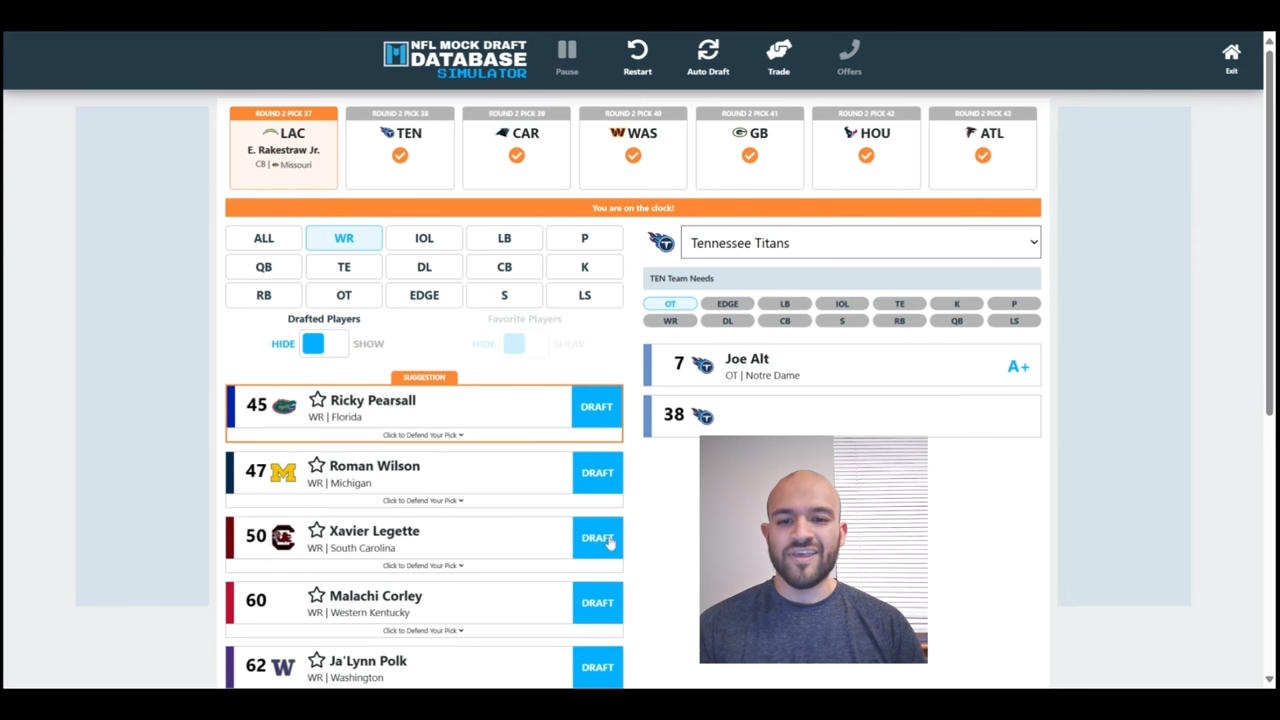 NFL MOCK DRAFT
DATABASE
SIMULATOR
Pause
Restart
Auto Draft
Trade
Offers
Exit
ROUND 2 PICK 37
LAC
E. Rakestraw Jr.
CB | Missouri
ROUND 2 PICK 38
TEN
ROUND 2 PICK 39
CAR
ROUND 2 PICK 40
WAS
ROUND 2 PICK 41
GB
ROUND 2 PICK 42
HOU
ROUND 2 PICK 43
ATL
You are on the clock!
ALL WR IOL LB P
QB TE DL CB K
RB OT EDGE S LS
Drafted Players
HIDE SHOW
Favorite Players
HIDE SHOW
SUGGESTION
45 Ricky Pearsall
WR | Florida
DRAFT
Click to Defend Your Pick
47 Roman Wilson
WR | Michigan
DRAFT
Click to Defend Your Pick
50 Xavier Legette
WR | South Carolina
DRAFT
Click to Defend Your Pick
60 Malachi Corley
WR | Western Kentucky
DRAFT
Click to Defend Your Pick
62 Ja'Lynn Polk
WR | Washington
DRAFT
Tennessee Titans
TEN Team Needs
OT EDGE LB IOL TE K P
WR DL CB S RB QB LS
7 Joe Alt
OT | Notre Dame
A+
38